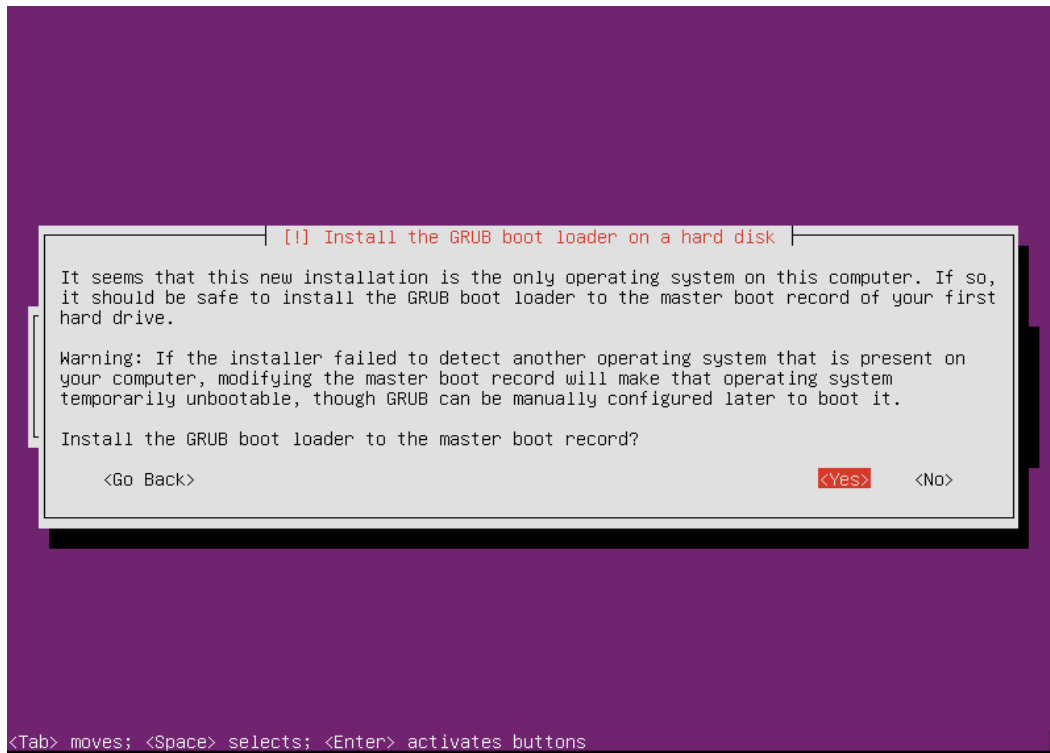 [!] Install the GRUB boot loader on a hard disk
It seems that this new installation is the only operating system on this computer. If so,
it should be safe to install the GRUB boot loader to the master boot record of your first
hard drive.
Warning: If the installer failed to detect another operating system that is present on
your computer, modifying the master boot record will make that operating system
temporarily unbootable, though GRUB can be manually configured later to boot it.
Install the GRUB boot loader to the master boot record?
<Go Back> <Yes> <No>
<Tab> moves; <Space> selects; <Enter> activates buttons